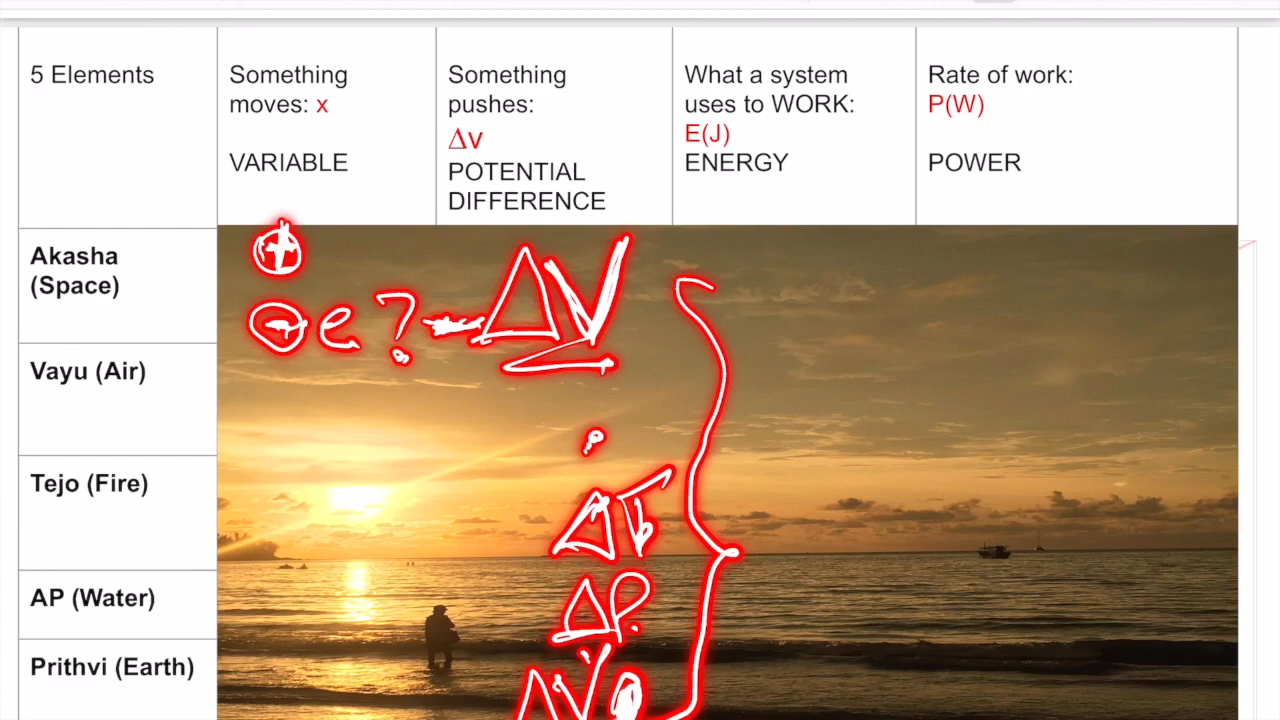 5 Elements
Something
moves: x
VARIABLE
Something
pushes:
Δv
POTENTIAL
DIFFERENCE
What a system
uses to WORK:
E(J)
ENERGY
Rate of work:
P(W)
POWER
Akasha
(Space)
Vayu (Air)
Tejo (Fire)
AP (Water)
Prithvi (Earth)
+
- e ? - ΔV
ΔT
ΔP